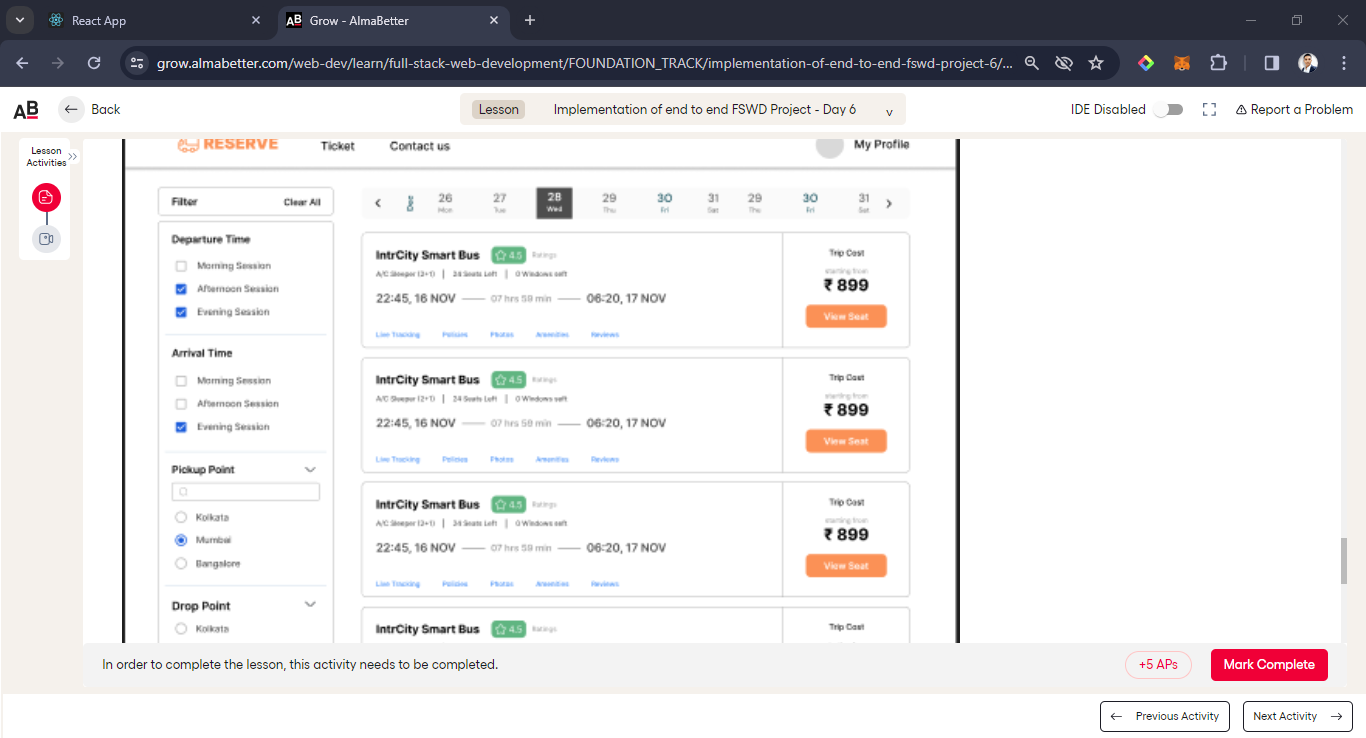 React App
Grow - AlmaBetter
grow.almabetter.com/web-dev/learn/full-stack-web-development/FOUNDATION_TRACK/implementation-of-end-to-end-fswd-project-6/...
AB
Back
Lesson
Implementation of end to end FSWD Project - Day 6
IDE Disabled
Report a Problem
Lesson
Activities
RESERVE
Ticket
Contact us
My Profile
Filter
Clear All
Dec
26
Mon
27
Tue
28
Wed
29
Thu
30
Fri
31
Sat
29
Thu
30
Fri
31
Sat
Departure Time
Morning Session
Afternoon Session
Evening Session
Arrival Time
Morning Session
Afternoon Session
Evening Session
Pickup Point
Kolkata
Mumbai
Bangalore
Drop Point
Kolkata
IntrCity Smart Bus
4.5
Ratings
A/C Sleeper (2+1) | 24 Seats Left | 0 Windows
22:45, 16 NOV
07 hrs 59 min
06:20, 17 NOV
Live Tracking
Policies
Photos
Amenities
Reviews
Trip Cost
starting from
₹ 899
View Seat
IntrCity Smart Bus
4.5
Ratings
A/C Sleeper (2+1) | 24 Seats Left | 0 Windows
22:45, 16 NOV
07 hrs 59 min
06:20, 17 NOV
Live Tracking
Policies
Photos
Amenities
Reviews
Trip Cost
starting from
₹ 899
View Seat
IntrCity Smart Bus
4.5
Ratings
A/C Sleeper (2+1) | 24 Seats Left | 0 Windows
22:45, 16 NOV
07 hrs 59 min
06:20, 17 NOV
Live Tracking
Policies
Photos
Amenities
Reviews
Trip Cost
starting from
₹ 899
View Seat
IntrCity Smart Bus
4.5
Ratings
Trip Cost
In order to complete the lesson, this activity needs to be completed.
+5 APs
Mark Complete
Previous Activity
Next Activity